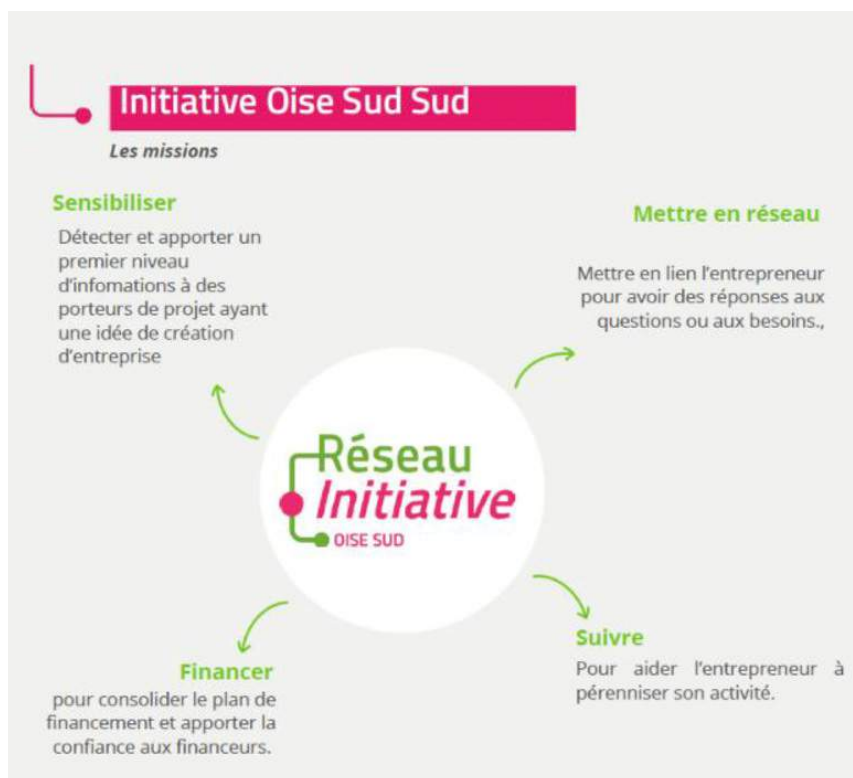 Initiative Oise Sud Sud
Les missions
Sensibiliser
Détecter et apporter un
premier niveau
d'infomations à des
porteurs de projet ayant
une idée de création
d'entreprise
Mettre en réseau
Mettre en lien l'entrepreneur
pour avoir des réponses aux
questions ou aux besoins.,
Réseau
Initiative
OISE SUD
Financer
pour consolider le plan de
financement et apporter la
confiance aux financeurs.
Suivre
Pour aider l'entrepreneur à
pérenniser son activité.